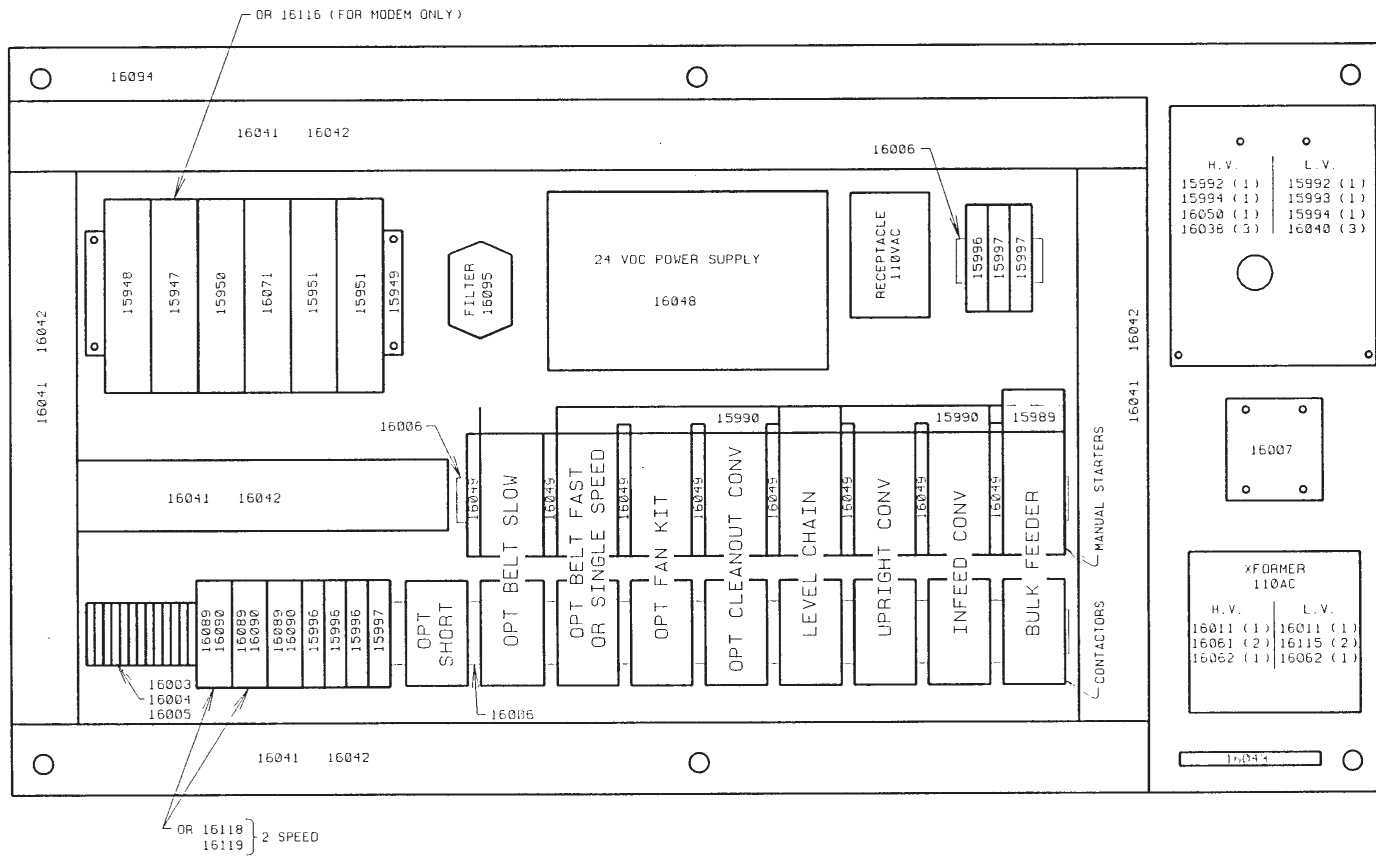 OR 16116 (FOR MODEM ONLY)
16094
16041 16042
16006
H.V. L.V.
15992 (1) 15992 (1)
15994 (1) 15993 (1)
16050 (1) 15994 (1)
16038 (3) 16040 (3)
15948
15947
15950
16071
15951
15951
15949
FILTER
16095
24 VDC POWER SUPPLY
16048
RECEPTACLE
110VAC
15996
15997
15997
16041 16042
16041 16042
16006
15990
15990
15989
16007
16041 16042
16049
16049
16049
16049
16049
16049
16049
16049
OPT BELT SLOW
OPT BELT FAST
OR SINGLE SPEED
OPT FAN KIT
OPT CLEANOUT CONV
LEVEL CHAIN
UPRIGHT CONV
INFEED CONV
BULK FEEDER
MANUAL STARTERS
CONTACTORS
XFORMER
110AC
H.V. L.V.
16011 (1) 16011 (1)
16061 (2) 16115 (2)
16062 (1) 16062 (1)
16089
16090
16089
16090
16089
16090
15996
15996
15996
15997
OPT
SHORT
16003
16004
16005
16006
16041 16042
16043
OR 16118
16119
2 SPEED